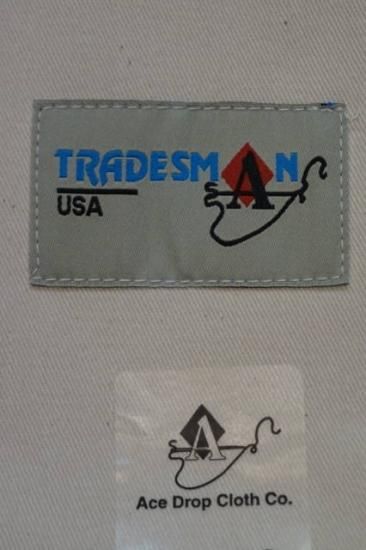 TRADESMAN
USA
A
Ace Drop Cloth Co.